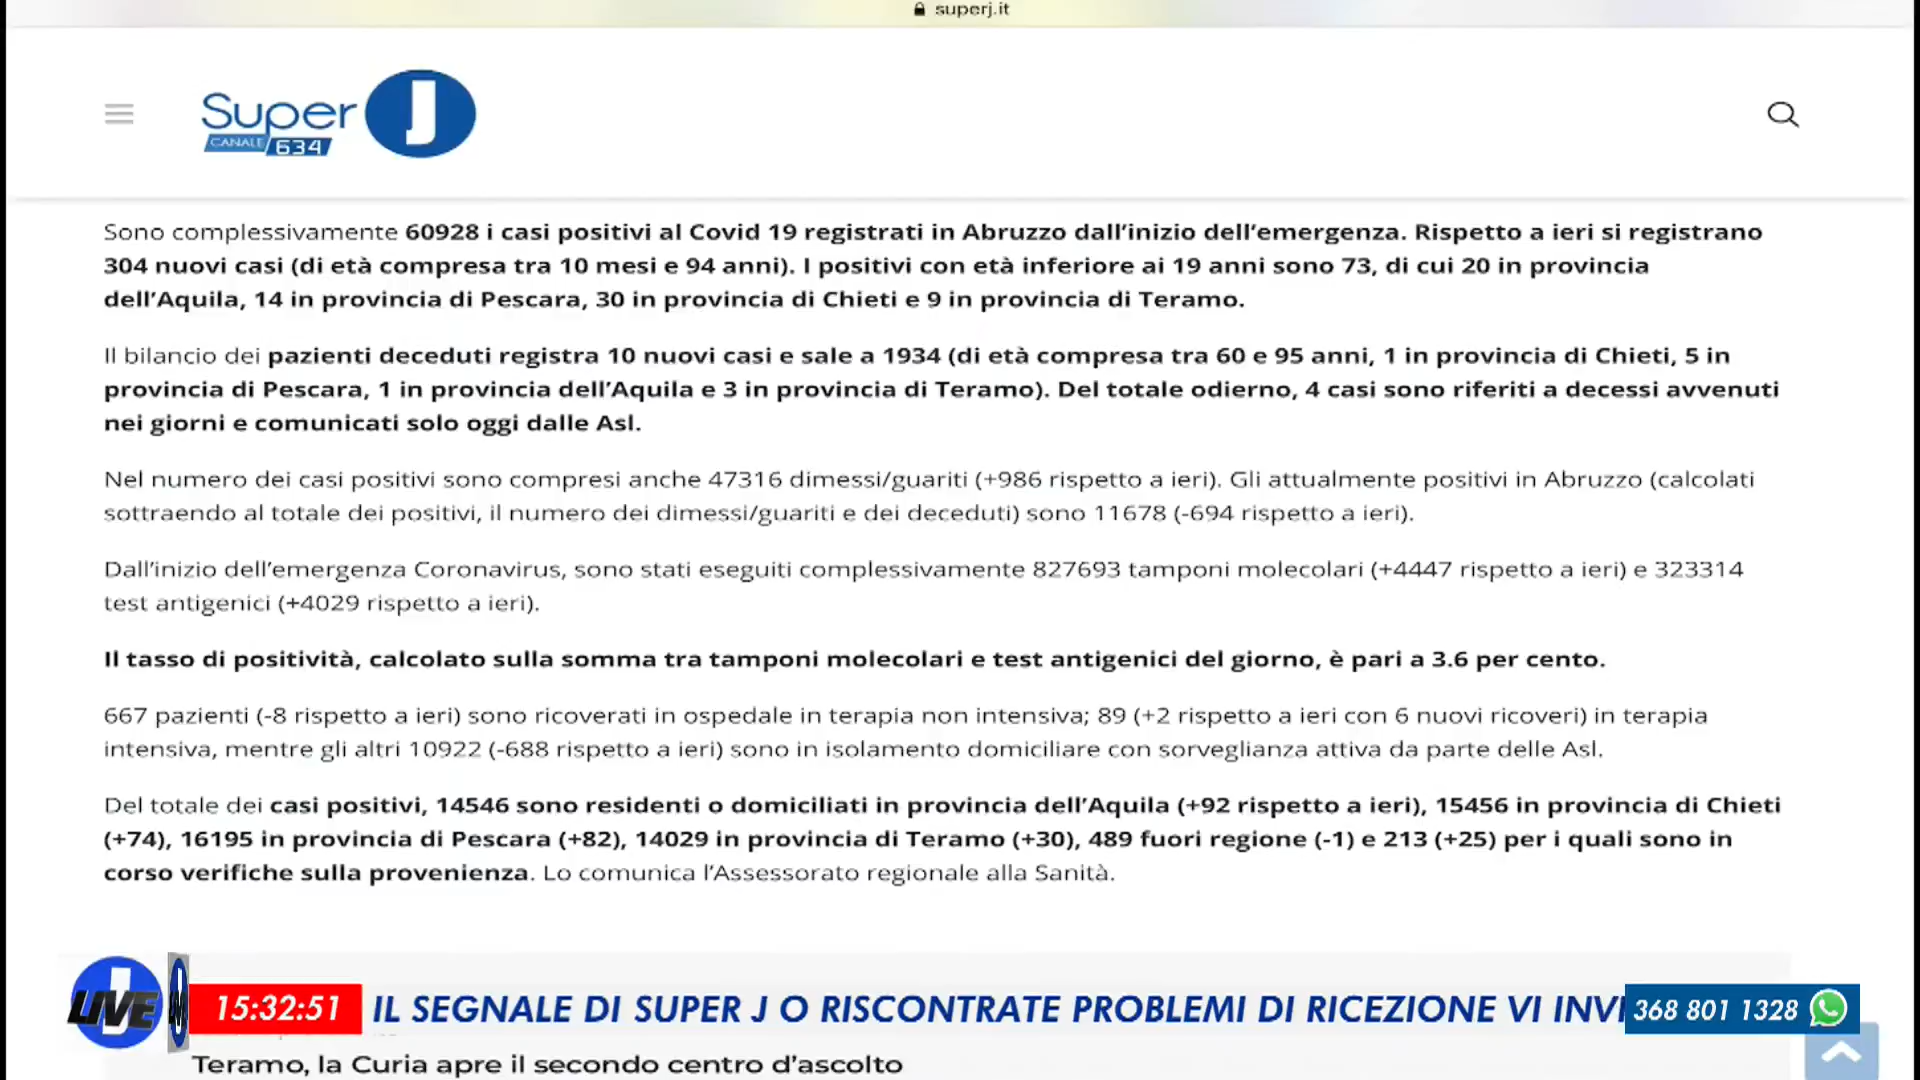 superj.it
Super J
CANALE 634
Sono complessivamente 60928 i casi positivi al Covid 19 registrati in Abruzzo dall’inizio dell’emergenza. Rispetto a ieri si registrano
304 nuovi casi (di età compresa tra 10 mesi e 94 anni). I positivi con età inferiore ai 19 anni sono 73, di cui 20 in provincia
dell’Aquila, 14 in provincia di Pescara, 30 in provincia di Chieti e 9 in provincia di Teramo.
Il bilancio dei pazienti deceduti registra 10 nuovi casi e sale a 1934 (di età compresa tra 60 e 95 anni, 1 in provincia di Chieti, 5 in
provincia di Pescara, 1 in provincia dell’Aquila e 3 in provincia di Teramo). Del totale odierno, 4 casi sono riferiti a decessi avvenuti
nei giorni e comunicati solo oggi dalle Asl.
Nel numero dei casi positivi sono compresi anche 47316 dimessi/guariti (+986 rispetto a ieri). Gli attualmente positivi in Abruzzo (calcolati
sottraendo al totale dei positivi, il numero dei dimessi/guariti e dei deceduti) sono 11678 (-694 rispetto a ieri).
Dall’inizio dell’emergenza Coronavirus, sono stati eseguiti complessivamente 827693 tamponi molecolari (+4447 rispetto a ieri) e 323314
test antigenici (+4029 rispetto a ieri).
Il tasso di positività, calcolato sulla somma tra tamponi molecolari e test antigenici del giorno, è pari a 3.6 per cento.
667 pazienti (-8 rispetto a ieri) sono ricoverati in ospedale in terapia non intensiva; 89 (+2 rispetto a ieri con 6 nuovi ricoveri) in terapia
intensiva, mentre gli altri 10922 (-688 rispetto a ieri) sono in isolamento domiciliare con sorveglianza attiva da parte delle Asl.
Del totale dei casi positivi, 14546 sono residenti o domiciliati in provincia dell’Aquila (+92 rispetto a ieri), 15456 in provincia di Chieti
(+74), 16195 in provincia di Pescara (+82), 14029 in provincia di Teramo (+30), 489 fuori regione (-1) e 213 (+25) per i quali sono in
corso verifiche sulla provenienza. Lo comunica l’Assessorato regionale alla Sanità.
J LIVE
15:32:51 IL SEGNALE DI SUPER J O RISCONTRATE PROBLEMI DI RICEZIONE VI INVI 368 801 1328
Teramo, la Curia apre il secondo centro d’ascolto